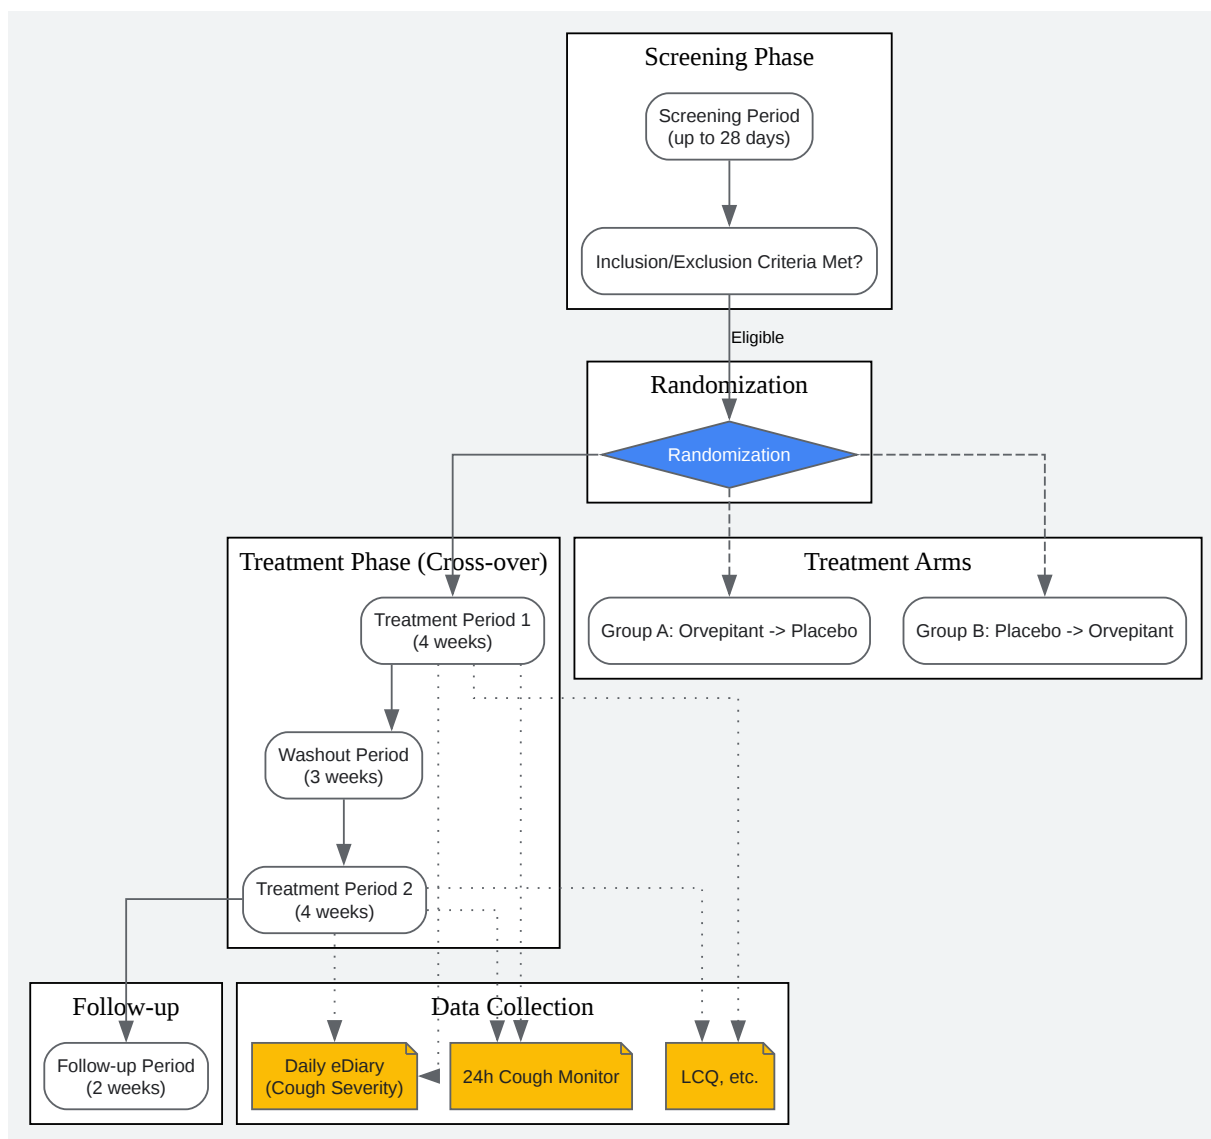 Screening Phase
Screening Period
(up to 28 days)
Inclusion/Exclusion Criteria Met?
Eligible
Randomization
Randomization
Treatment Phase (Cross-over)
Treatment Arms
Treatment Period 1
(4 weeks)
Group A: Orvepitant -> Placebo
Group B: Placebo -> Orvepitant
Washout Period
(3 weeks)
Treatment Period 2
(4 weeks)
Follow-up
Data Collection
Follow-up Period
(2 weeks)
Daily eDiary
(Cough Severity)
24h Cough Monitor
LCQ, etc.